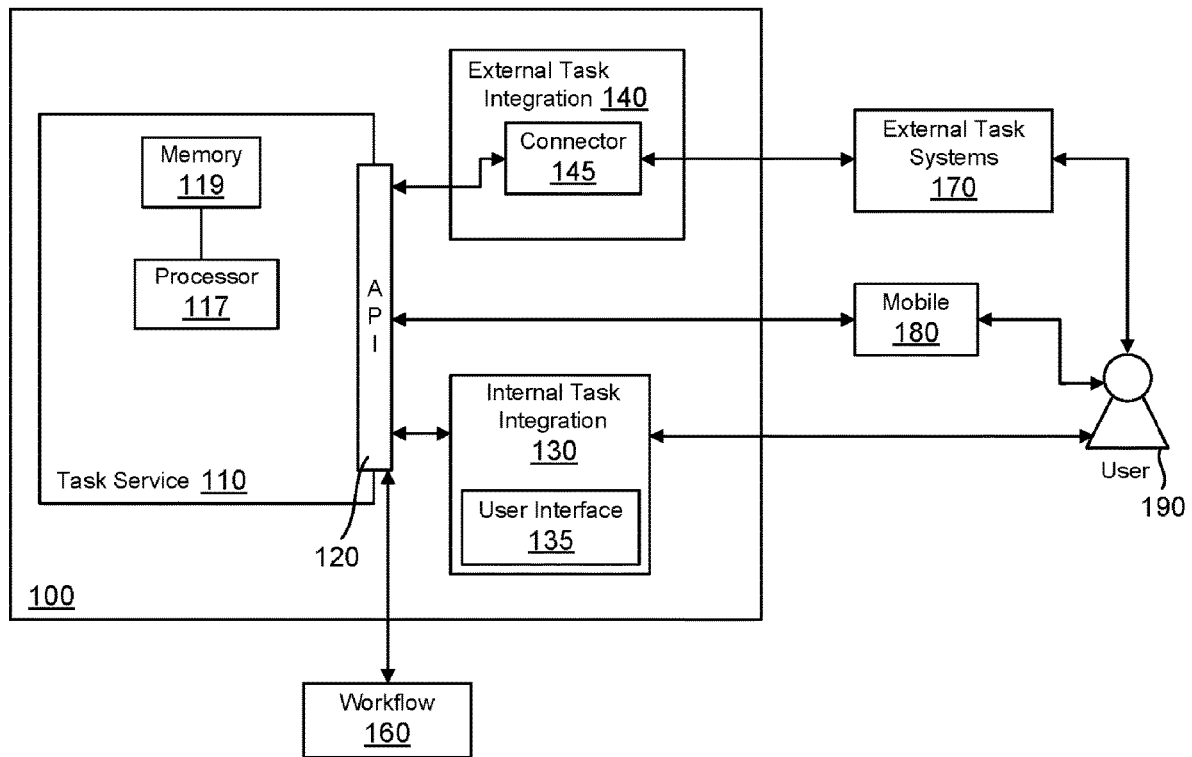 External Task
Integration 140
Connector
145
External Task
Systems
170
Memory
119
Processor
117
A
P
I
Mobile
180
Internal Task
Integration
130
User Interface
135
Task Service 110
120
User
190
100
Workflow
160